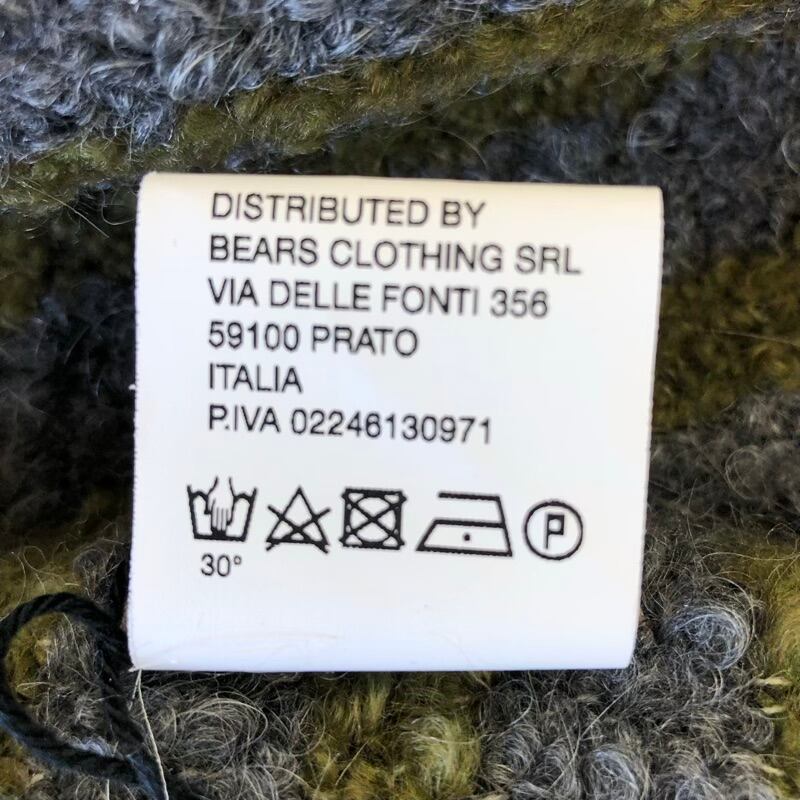 DISTRIBUTED BY
BEARS CLOTHING SRL
VIA DELLE FONTI 356
59100 PRATO
ITALIA
P.IVA 02246130971
P
30°